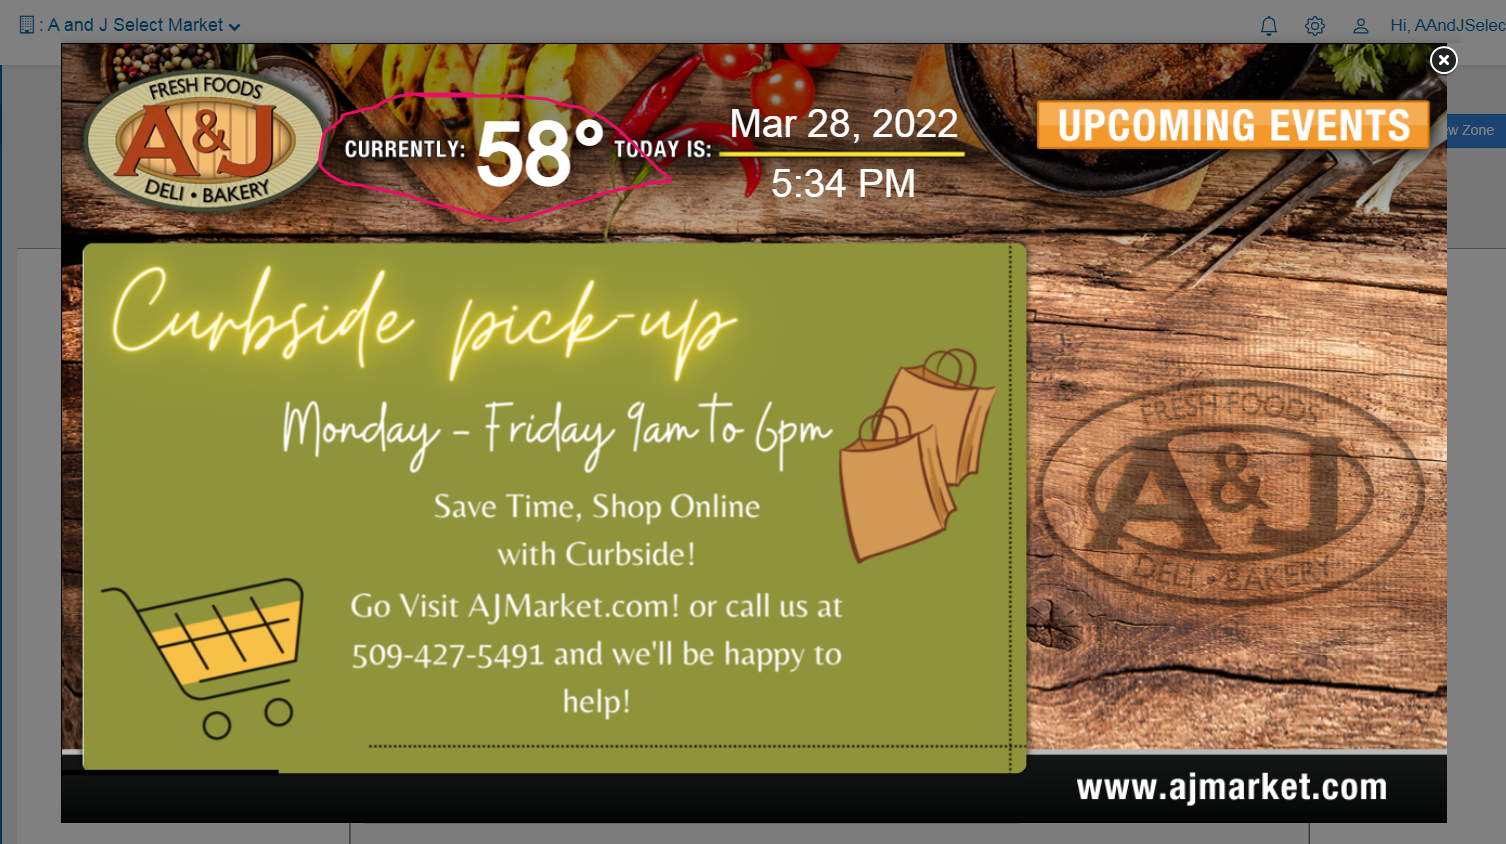 : A and J Select Market
Hi, AAndJSelec
FRESH FOODS
A&J
DELI • BAKERY
CURRENTLY: 58° TODAY IS:
Mar 28, 2022
5:34 PM
UPCOMING EVENTS
ew Zone
Curbside pick-up
Monday - Friday 9am to 6pm
Save Time, Shop Online
with Curbside!
Go Visit AJMarket.com! or call us at
509-427-5491 and we'll be happy to
help!
FRESH FOODS
A&J
DELI • BAKERY
www.ajmarket.com